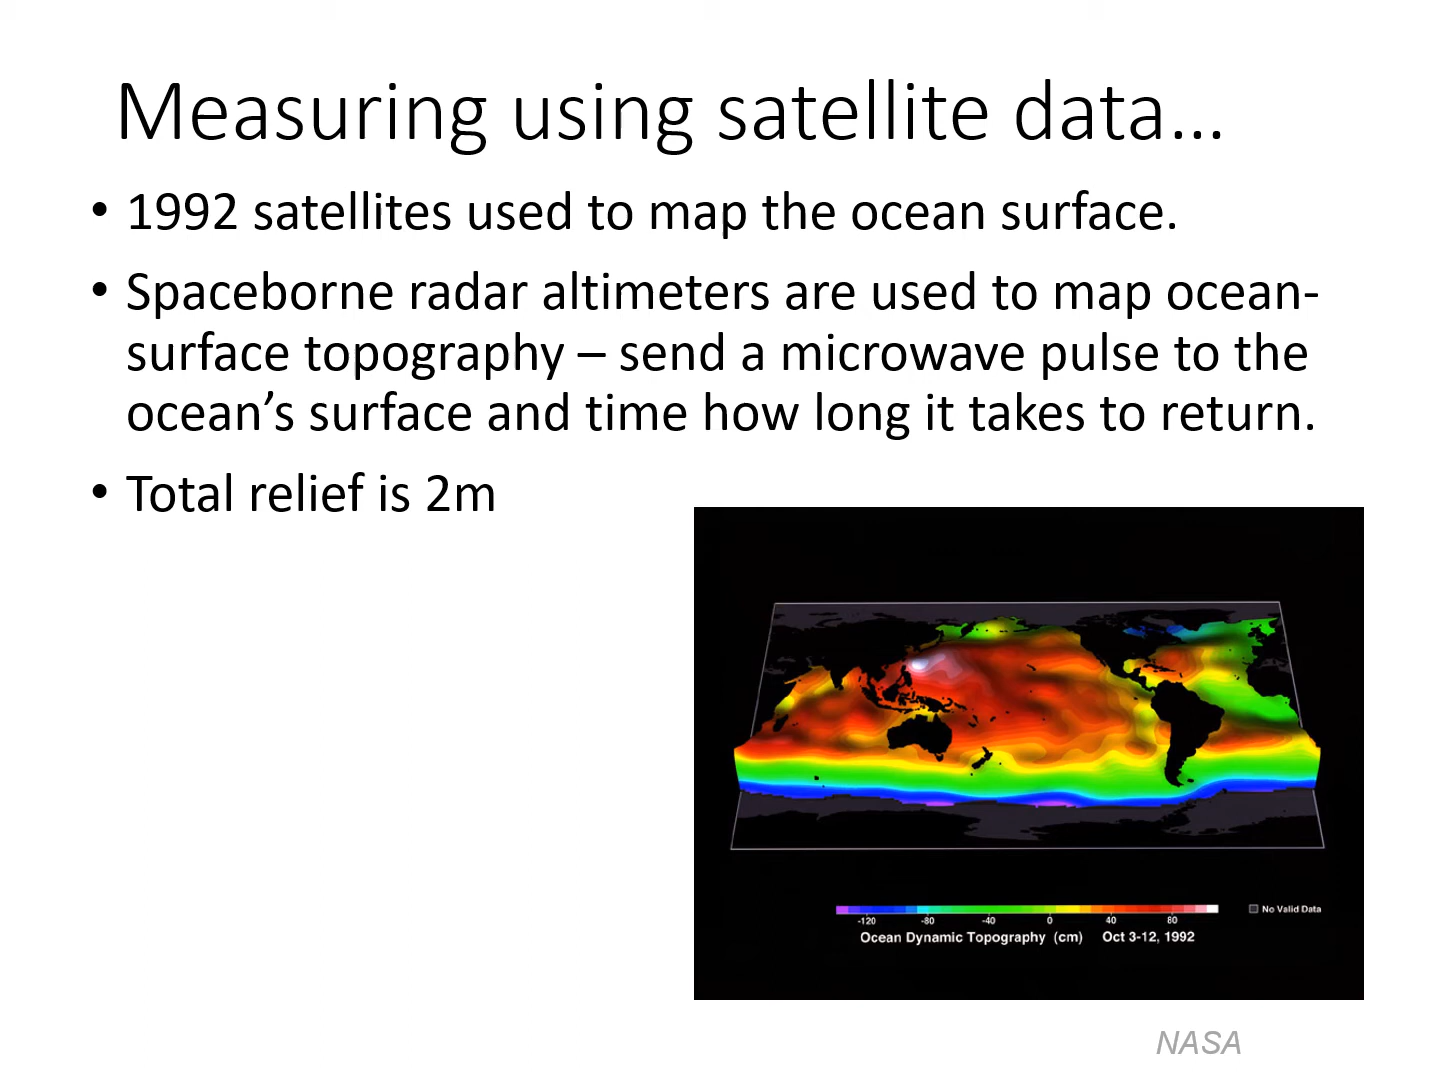 Measuring using satellite data…
• 1992 satellites used to map the ocean surface.
• Spaceborne radar altimeters are used to map ocean-
surface topography – send a microwave pulse to the
ocean’s surface and time how long it takes to return.
• Total relief is 2m
-120 -80 -40 0 40 80
No Valid Data
Ocean Dynamic Topography (cm) Oct 3-12, 1992
NASA